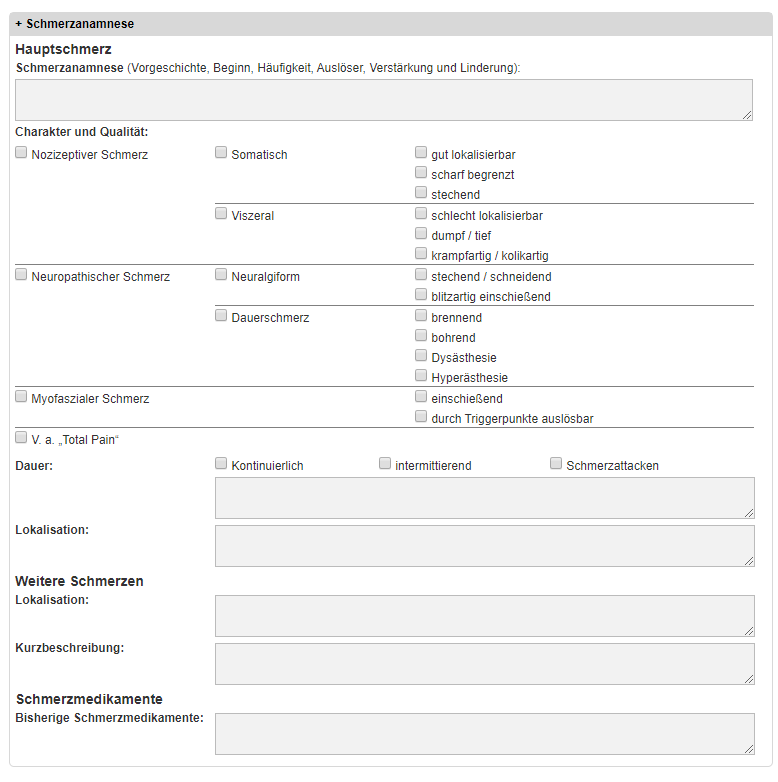 + Schmerzanamnese
Hauptschmerz
Schmerzanamnese (Vorgeschichte, Beginn, Häufigkeit, Auslöser, Verstärkung und Linderung):
Charakter und Qualität:
Nozizeptiver Schmerz Somatisch gut lokalisierbar
scharf begrenzt
stechend
Viszeral schlecht lokalisierbar
dumpf / tief
krampfartig / kolikartig
Neuropathischer Schmerz Neuralgiform stechend / schneidend
blitzartig einschießend
Dauerschmerz brennend
bohrend
Dysästhesie
Hyperästhesie
Myofaszialer Schmerz einschießend
durch Triggerpunkte auslösbar
V. a. „Total Pain“
Dauer: Kontinuierlich intermittierend Schmerzattacken
Lokalisation:
Weitere Schmerzen
Lokalisation:
Kurzbeschreibung:
Schmerzmedikamente
Bisherige Schmerzmedikamente: